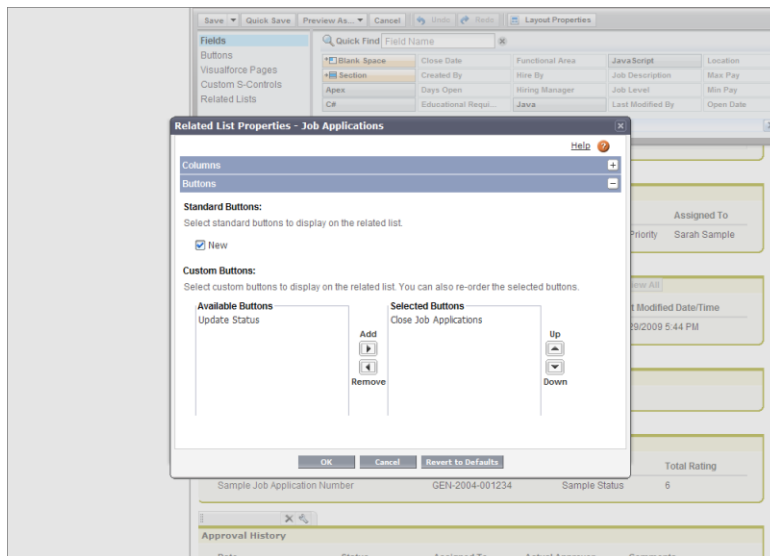 Save Quick Save Preview As... Cancel Undo Redo Layout Properties
Fields
Buttons
Visualforce Pages
Custom S-Controls
Related Lists
Quick Find Field Name
*Blank Space Close Date Functional Area JavaScript Location
*Section Created By Hire By Job Description Max Pay
Apex Days Open Hiring Manager Job Level Min Pay
C# Educational Requi... Java Last Modified By Open Date
Related List Properties - Job Applications
Help ?
Columns
Buttons
Standard Buttons:
Select standard buttons to display on the related list.
New
Custom Buttons:
Select custom buttons to display on the related list. You can also re-order the selected buttons.
Available Buttons
Update Status
Add
Remove
Selected Buttons
Close Job Applications
Up
Down
OK Cancel Revert to Defaults
Assigned To
Priority Sarah Sample
View All
Modified Date/Time
5:44 PM
Total Rating
Sample Job Application Number GEN-2004-001234 Sample Status 6
Approval History